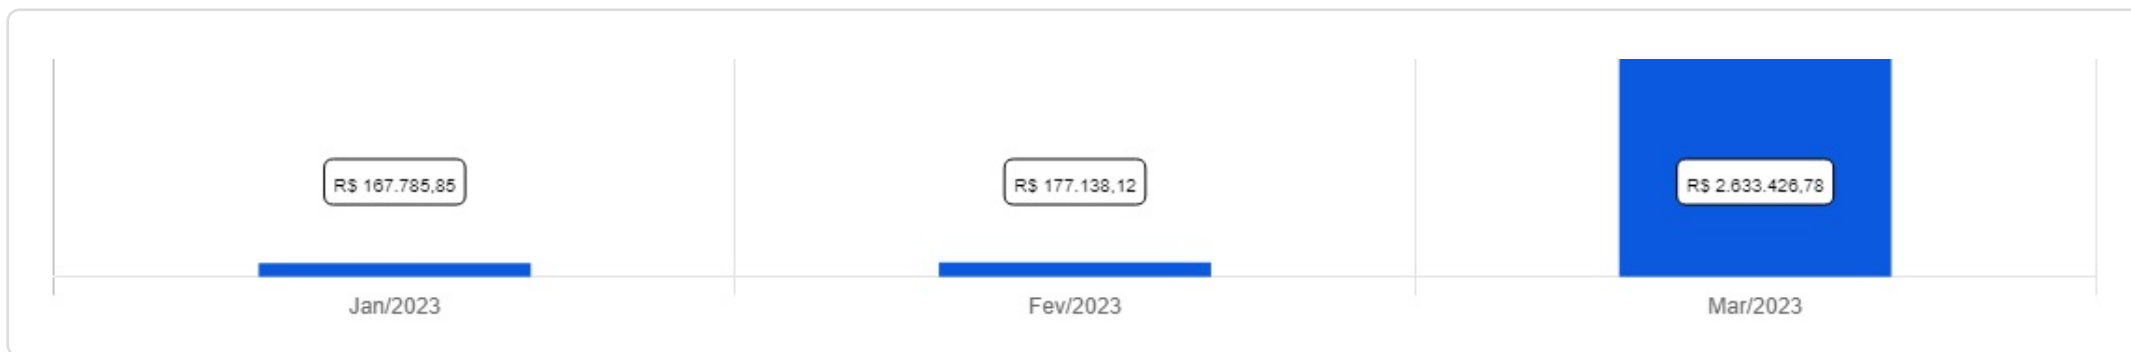 R$ 167.785,85
R$ 177.138,12
R$ 2.633.426,78
Jan/2023
Fev/2023
Mar/2023